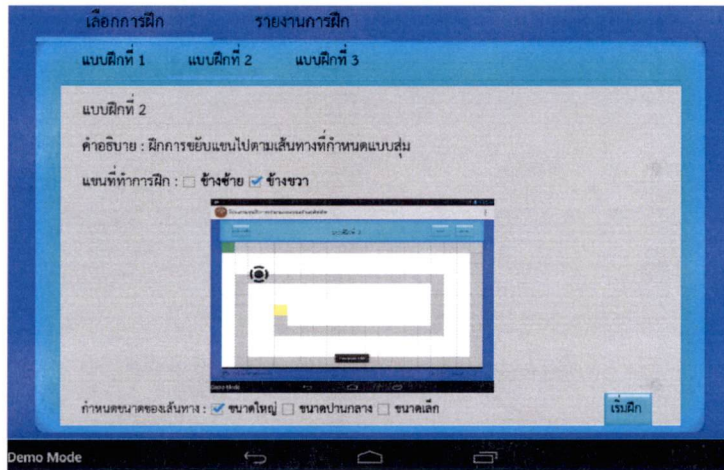 เลือกการฝึก รายงานการฝึก
แบบฝึกที่ 1 แบบฝึกที่ 2 แบบฝึกที่ 3
แบบฝึกที่ 2
คำอธิบาย : ฝึกการขยับแขนไปตามเส้นทางที่กำหนดแบบสุ่ม
แขนที่ทำการฝึก : ข้างซ้าย ข้างขวา
Demo Mode
กำหนดขนาดของเส้นทาง : ขนาดใหญ่ ขนาดปานกลาง ขนาดเล็ก เริ่มฝึก
Demo Mode